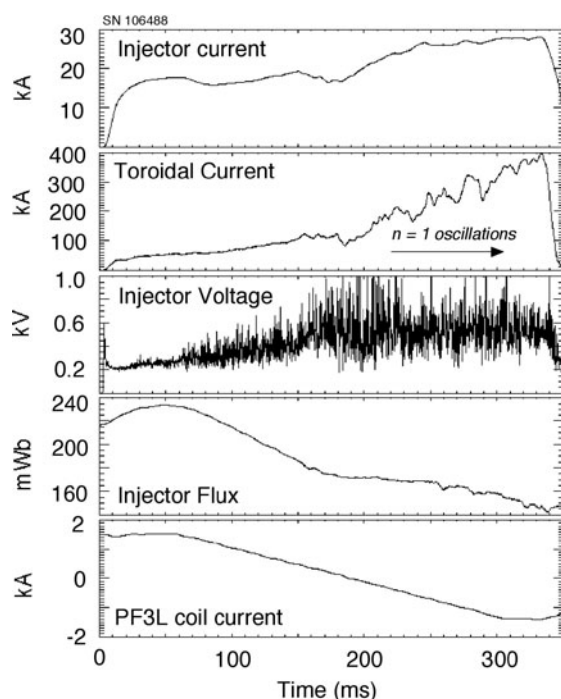 SN 106488
30
20
10
kA
Injector current
400
300
200
100
kA
Toroidal Current
n = 1 oscillations
1.0
0.6
0.2
kV
Injector Voltage
240
200
160
mWb
Injector Flux
2
0
-2
kA
PF3L coil current
0 100 200 300
Time (ms)